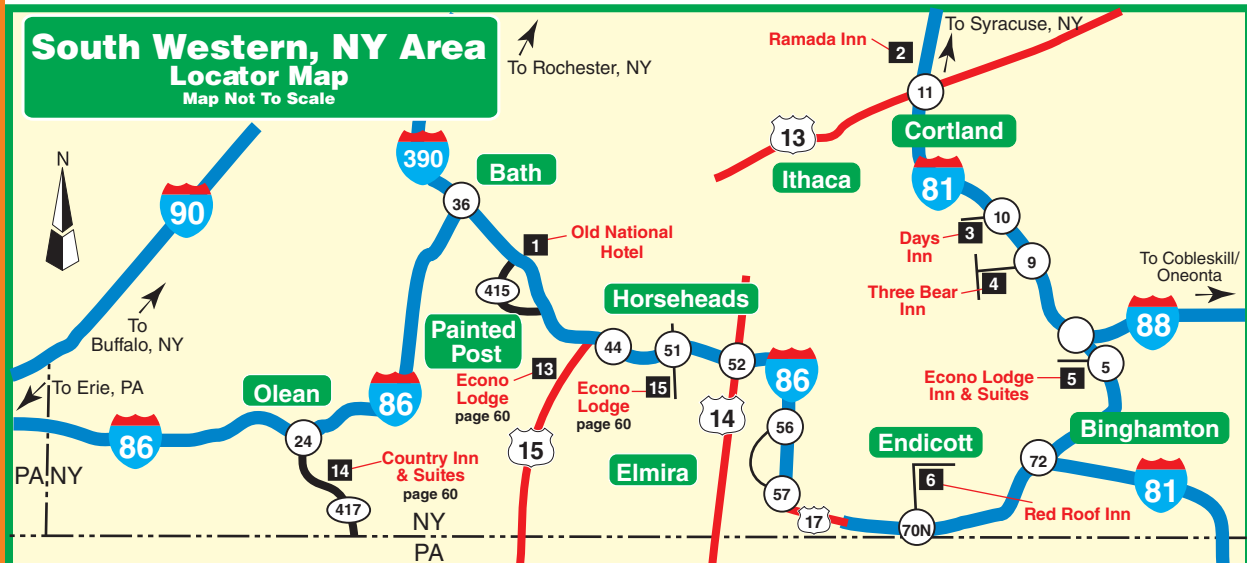 South Western, NY Area
Locator Map
Map Not To Scale
To Rochester, NY
Ramada Inn
2
To Syracuse, NY
11
13
Cortland
Ithaca
N
390
Bath
36
81
90
10
3
Days
Inn
1
Old National
Hotel
9
4
Three Bear
Inn
To Cobleskill/
Oneonta
415
Horseheads
88
To
Buffalo, NY
Painted
Post
44
51
52
86
5
5
Econo Lodge
Inn & Suites
To Erie, PA
Olean
86
13
Econo
Lodge
page 60
15
Econo
Lodge
page 60
14
56
Endicott
Binghamton
86
24
15
Elmira
72
PA
NY
14
Country Inn
& Suites
page 60
57
6
Red Roof Inn
81
417
17
70N
NY
PA